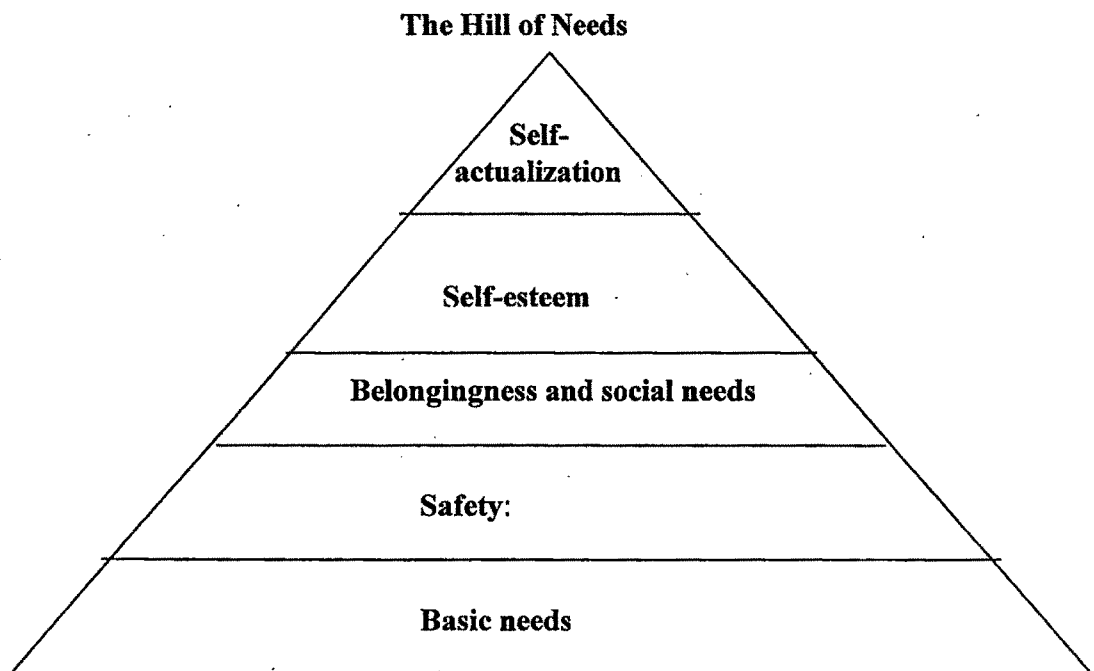 The Hill of Needs
Self-
actualization
Self-esteem
Belongingness and social needs
Safety:
Basic needs